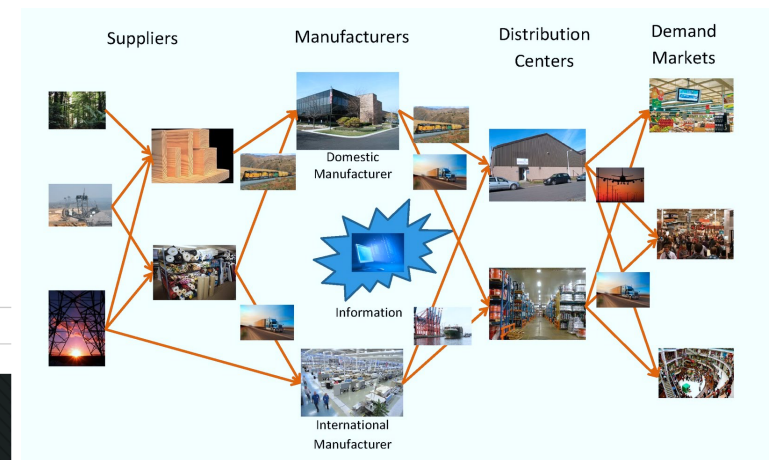 Suppliers
Manufacturers
Distribution
Centers
Demand
Markets
Domestic
Manufacturer
Information
International
Manufacturer